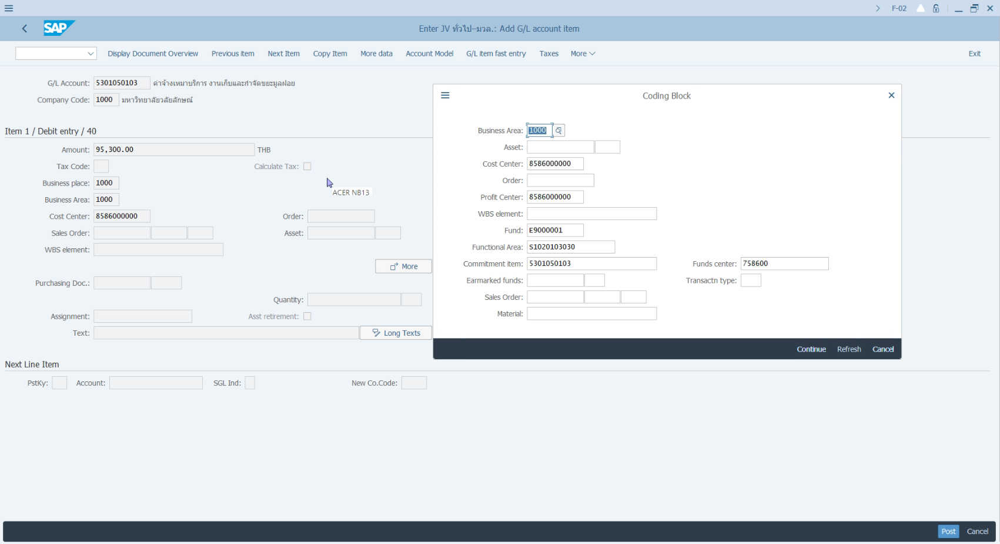 F-02
SAP
Enter JV ทั่วไป-มวล.: Add G/L account item
Display Document Overview Previous item Next Item Copy Item More data Account Model G/L item fast entry Taxes More Exit
G/L Account: 5301050103 ค่าจ้างเหมาบริการ งานเก็บและกำจัดขยะมูลฝอย
Company Code: 1000 มหาวิทยาลัยวลัยลักษณ์
Item 1 / Debit entry / 40
Amount: 95,300.00 THB
Tax Code: Calculate Tax:
Business place: 1000
ACER NB13
Business Area: 1000
Cost Center: 8586000000 Order:
Sales Order: Asset:
WBS element:
More
Purchasing Doc.:
Quantity:
Assignment: Asst retirement:
Text: Long Texts
Next Line Item
PstKy: Account: SGL Ind: New Co.Code:
Coding Block
Business Area: 1000
Asset:
Cost Center: 8586000000
Order:
Profit Center: 8586000000
WBS element:
Fund: E9000001
Functional Area: S1020103030
Commitment item: 5301050103 Funds center: 758600
Earmarked funds: Transactn type:
Sales Order:
Material:
Continue Refresh Cancel
Post Cancel